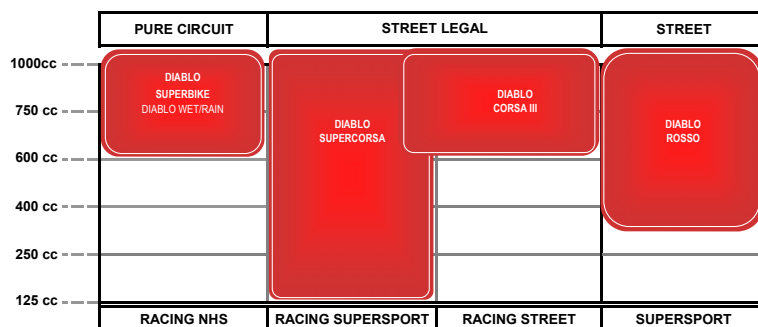 PURE CIRCUIT
STREET LEGAL
STREET
1000cc
750 cc
600 cc
400 cc
250 cc
125 cc
DIABLO
SUPERBIKE
DIABLO WET/RAIN
DIABLO
SUPERCORSA
DIABLO
CORSA III
DIABLO
ROSSO
RACING NHS
RACING SUPERSPORT
RACING STREET
SUPERSPORT